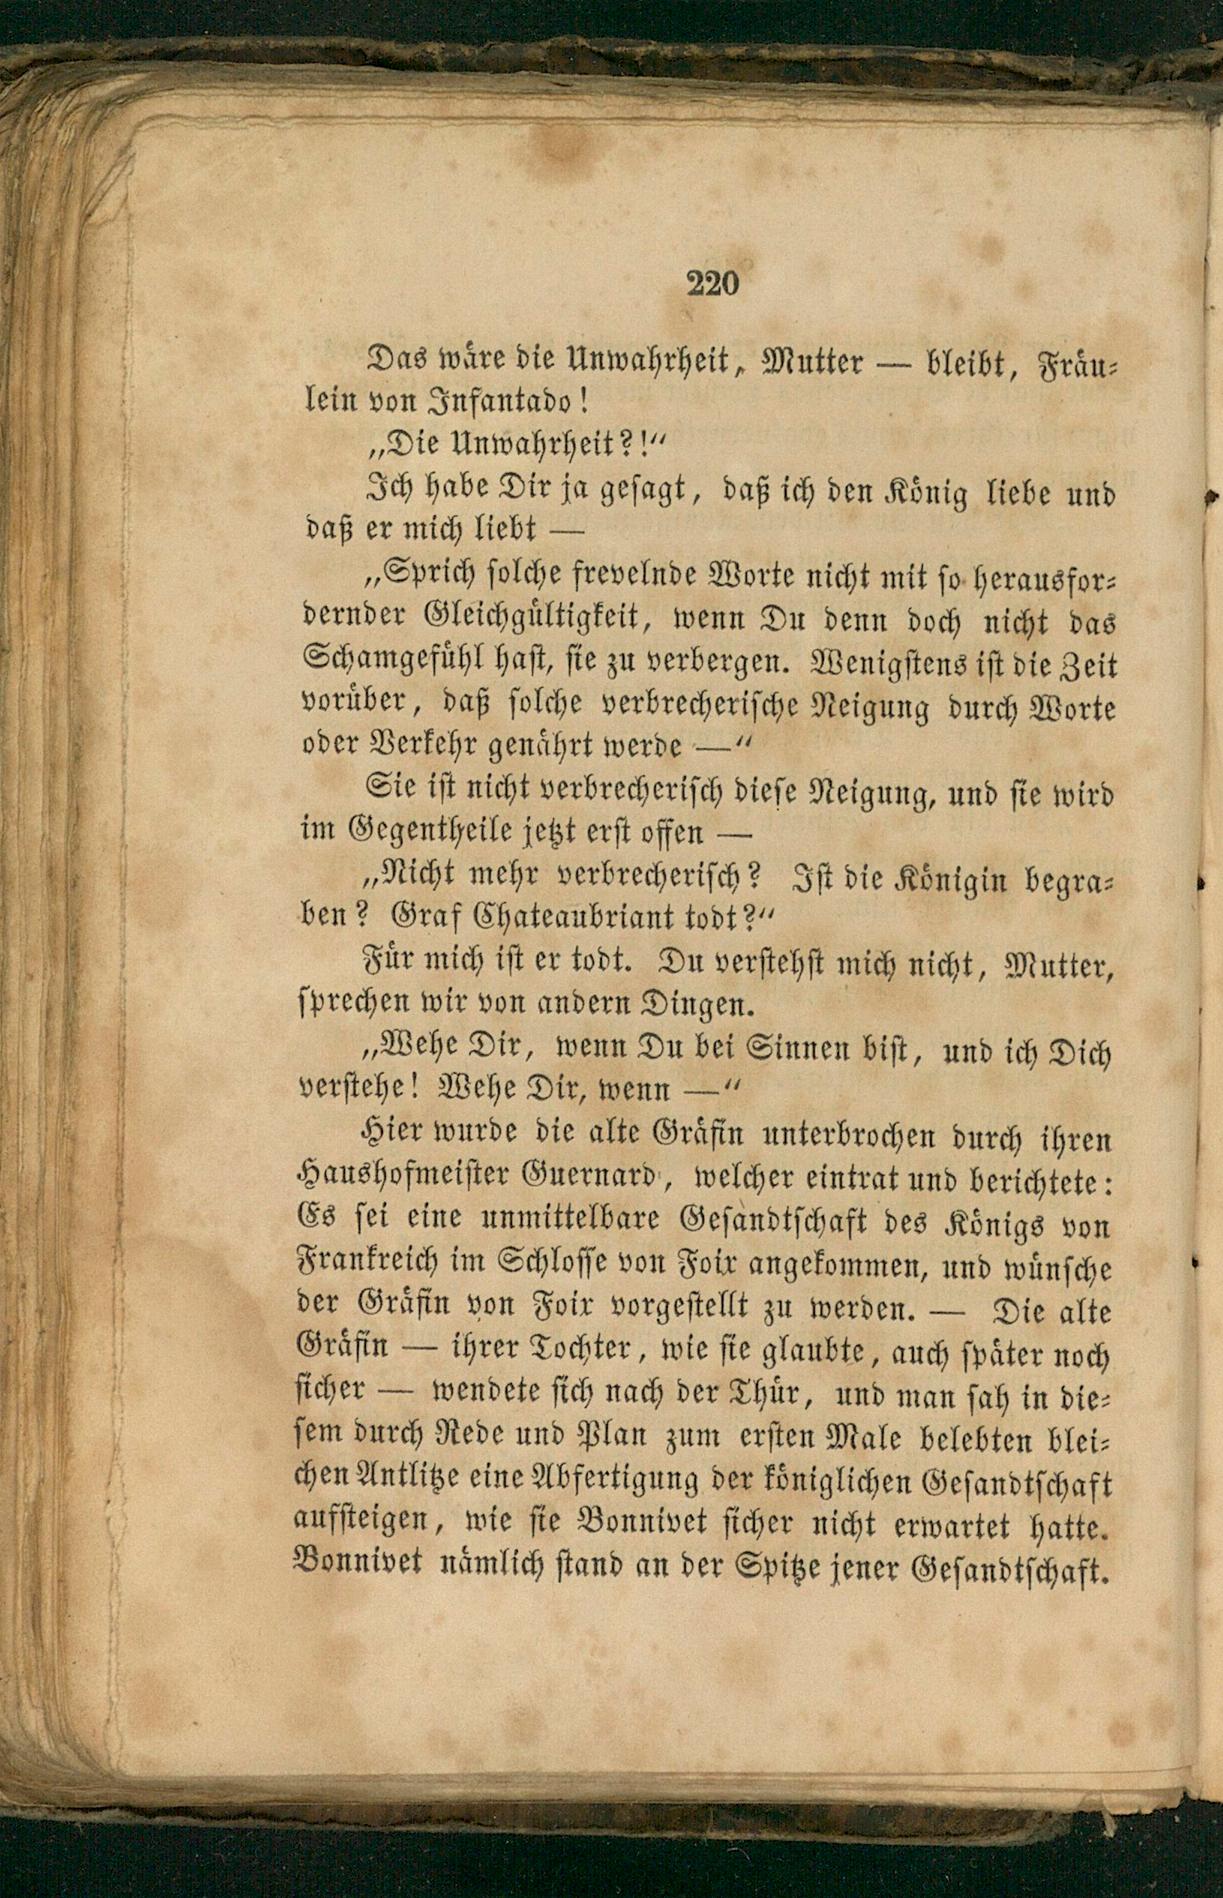 220
Das wäre die Unwahrheit, Mutter — bleibt, Fräu-
lein von Infantado!
„Die Unwahrheit?!“
Ich habe Dir ja gesagt, daß ich den König liebe und
daß er mich liebt —
„Sprich solche frevelnde Worte nicht mit so herausfor-
dernder Gleichgültigkeit, wenn Du denn doch nicht das
Schamgefühl hast, sie zu verbergen. Wenigstens ist die Zeit
vorüber, daß solche verbrecherische Neigung durch Worte
oder Verkehr genährt werde —“
Sie ist nicht verbrecherisch diese Neigung, und sie wird
im Gegentheile jetzt erst offen —
„Nicht mehr verbrecherisch? Ist die Königin begra-
ben? Graf Chateaubriant todt?“
Für mich ist er todt. Du verstehst mich nicht, Mutter,
sprechen wir von andern Dingen.
„Wehe Dir, wenn Du bei Sinnen bist, und ich Dich
verstehe! Wehe Dir, wenn —“
Hier wurde die alte Gräfin unterbrochen durch ihren
Haushofmeister Guernard, welcher eintrat und berichtete:
Es sei eine unmittelbare Gesandtschaft des Königs von
Frankreich im Schlosse von Foix angekommen, und wünsche
der Gräfin von Foix vorgestellt zu werden. — Die alte
Gräfin — ihrer Tochter, wie sie glaubte, auch später noch
sicher — wendete sich nach der Thür, und man sah in die-
sem durch Rede und Plan zum ersten Male belebten blei-
chen Antlitze eine Abfertigung der königlichen Gesandtschaft
aufsteigen, wie sie Bonnivet sicher nicht erwartet hatte.
Bonnivet nämlich stand an der Spitze jener Gesandtschaft.